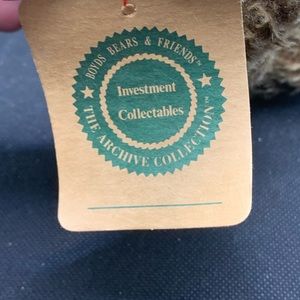 BOYDS BEARS & FRIENDS™
Investment
Collectables
THE ARCHIVE COLLECTION™